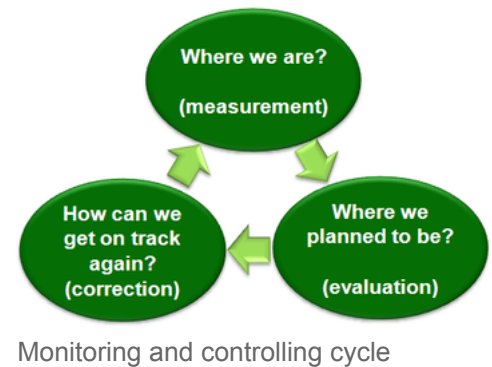 Where we are?
(measurement)
Where we
planned to be?
(evaluation)
How can we
get on track
again?
(correction)
Monitoring and controlling cycle